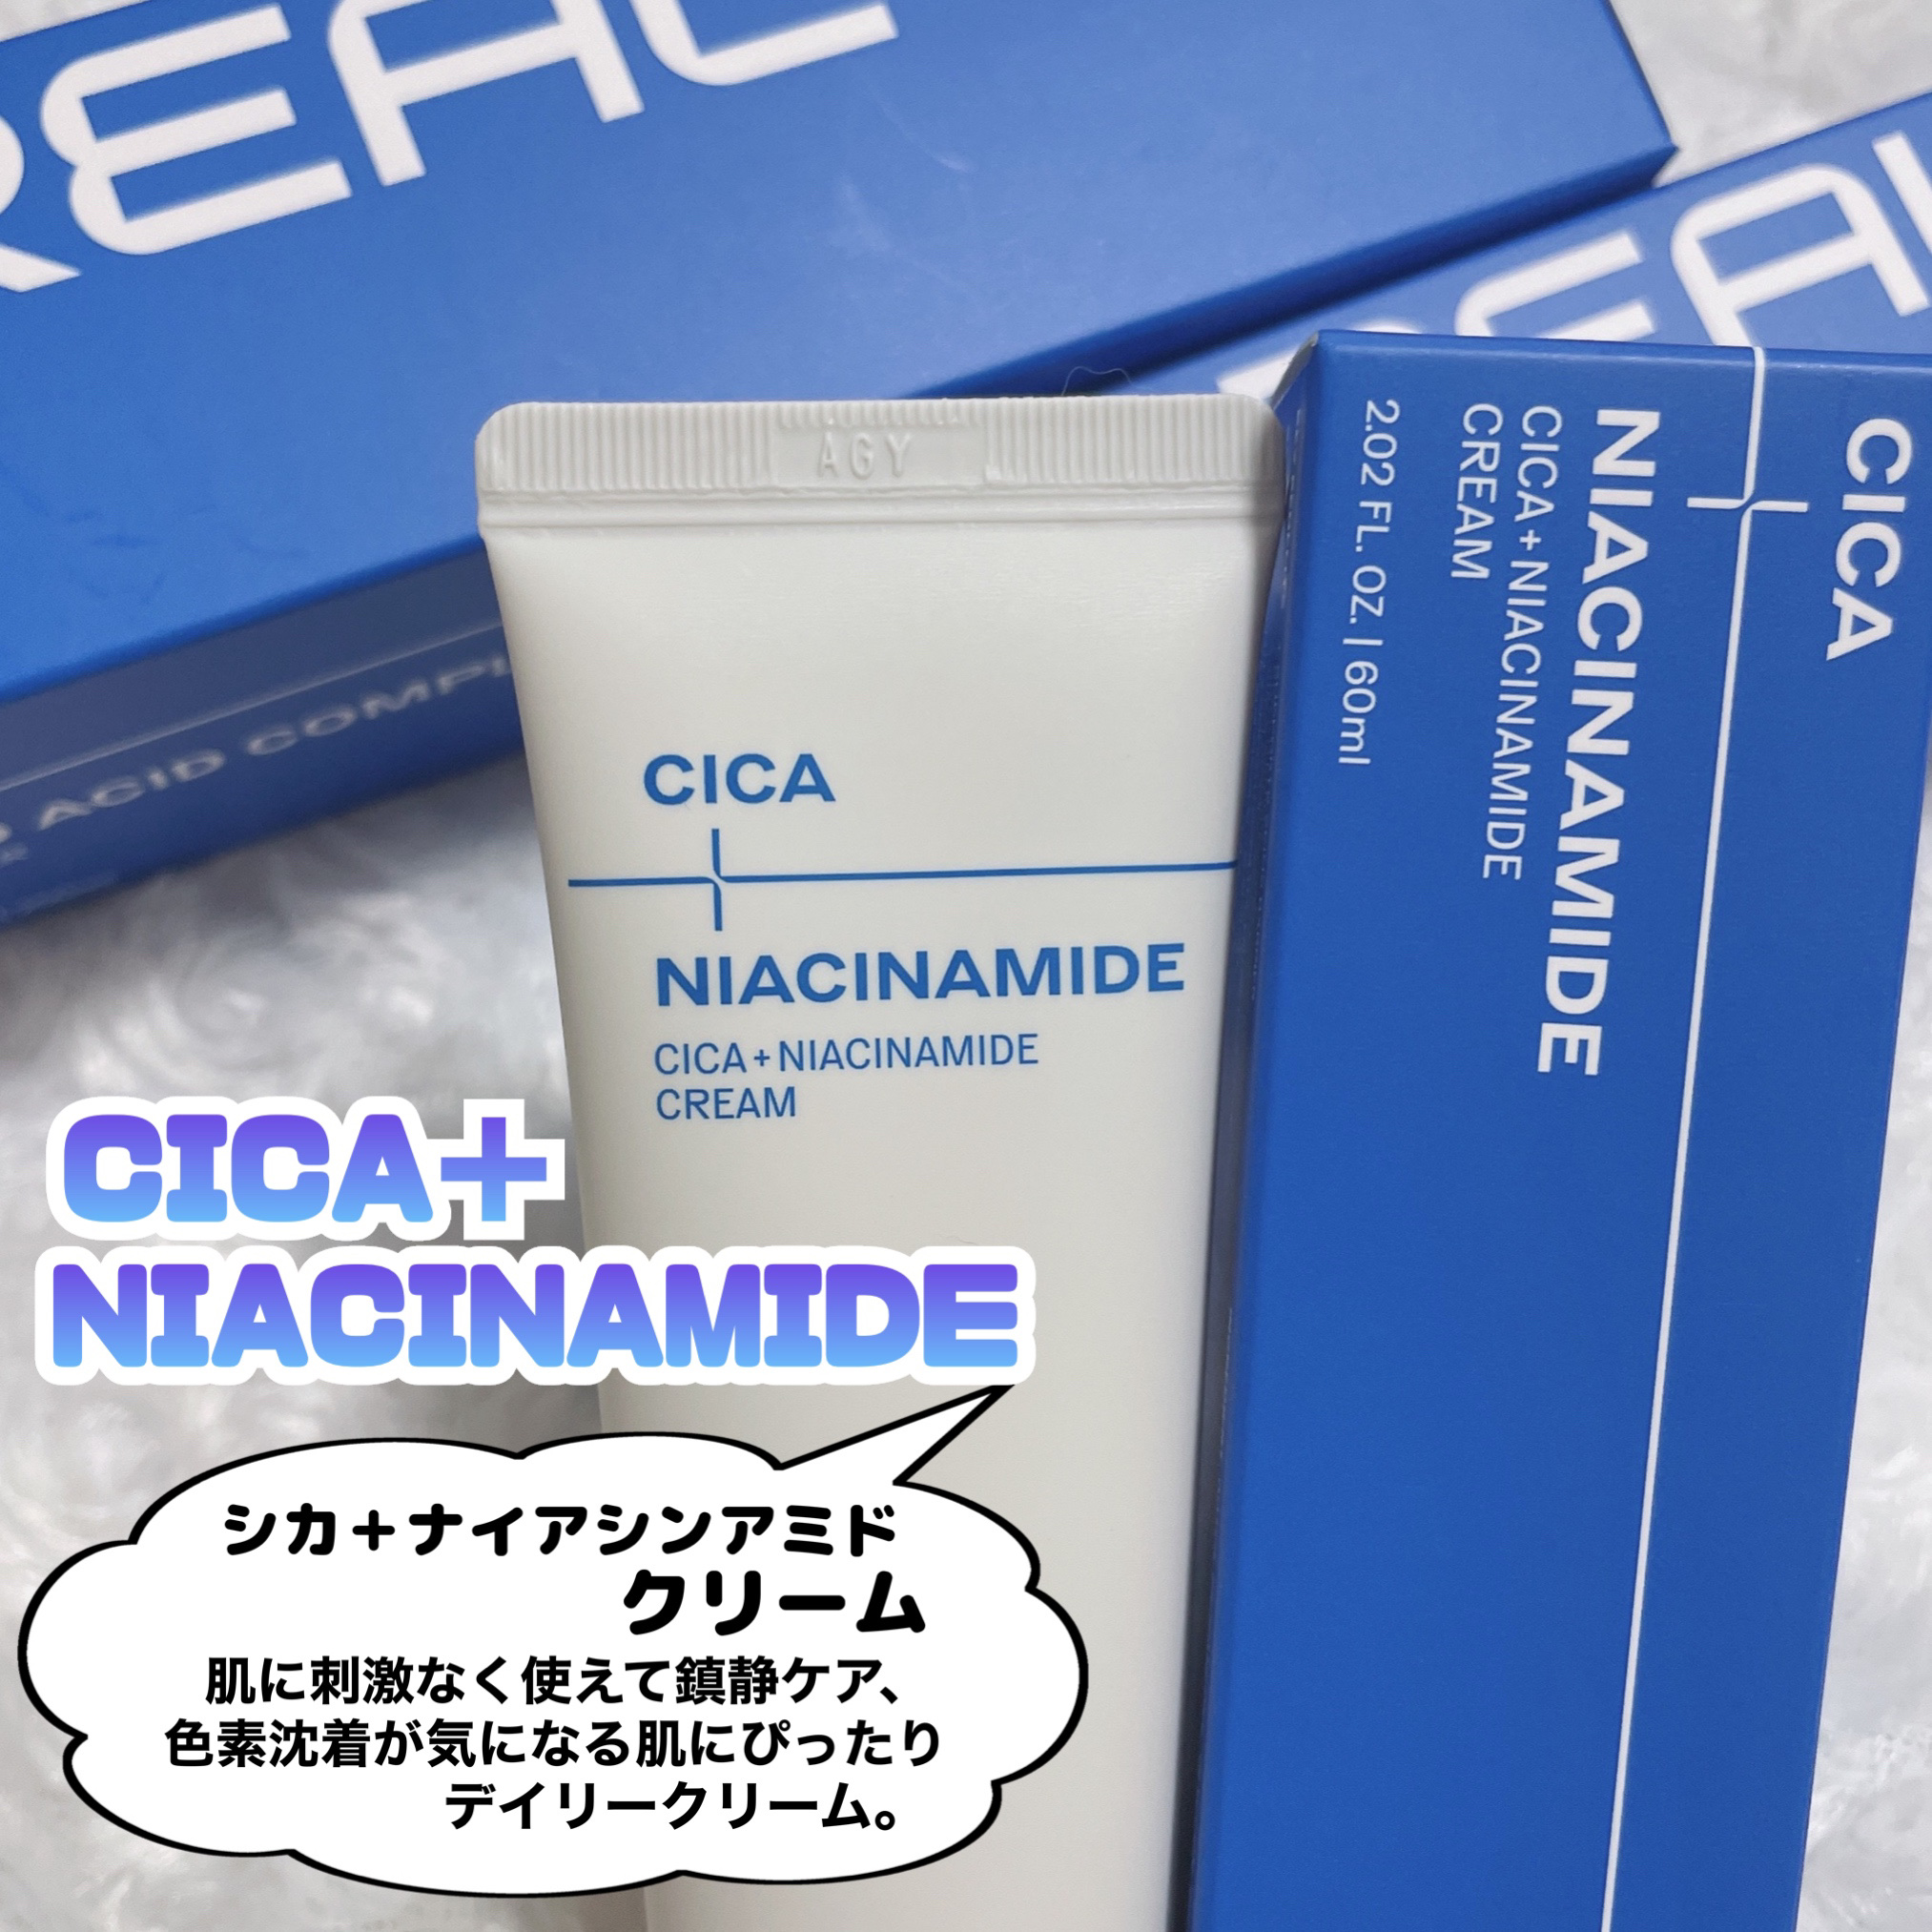 REAL
REAL
ACID COMPL
AGY
CICA
NIACINAMIDE
CICA+NIACINAMIDE
CREAM
CICA
NIACINAMIDE
CICA+NIACINAMIDE
CREAM
2.02 FL. OZ. | 60ml
CICA+
NIACINAMIDE
シカ+ナイアシンアミド
クリーム
肌に刺激なく使えて鎮静ケア、
色素沈着が気になる肌にぴったり
デイリークリーム。